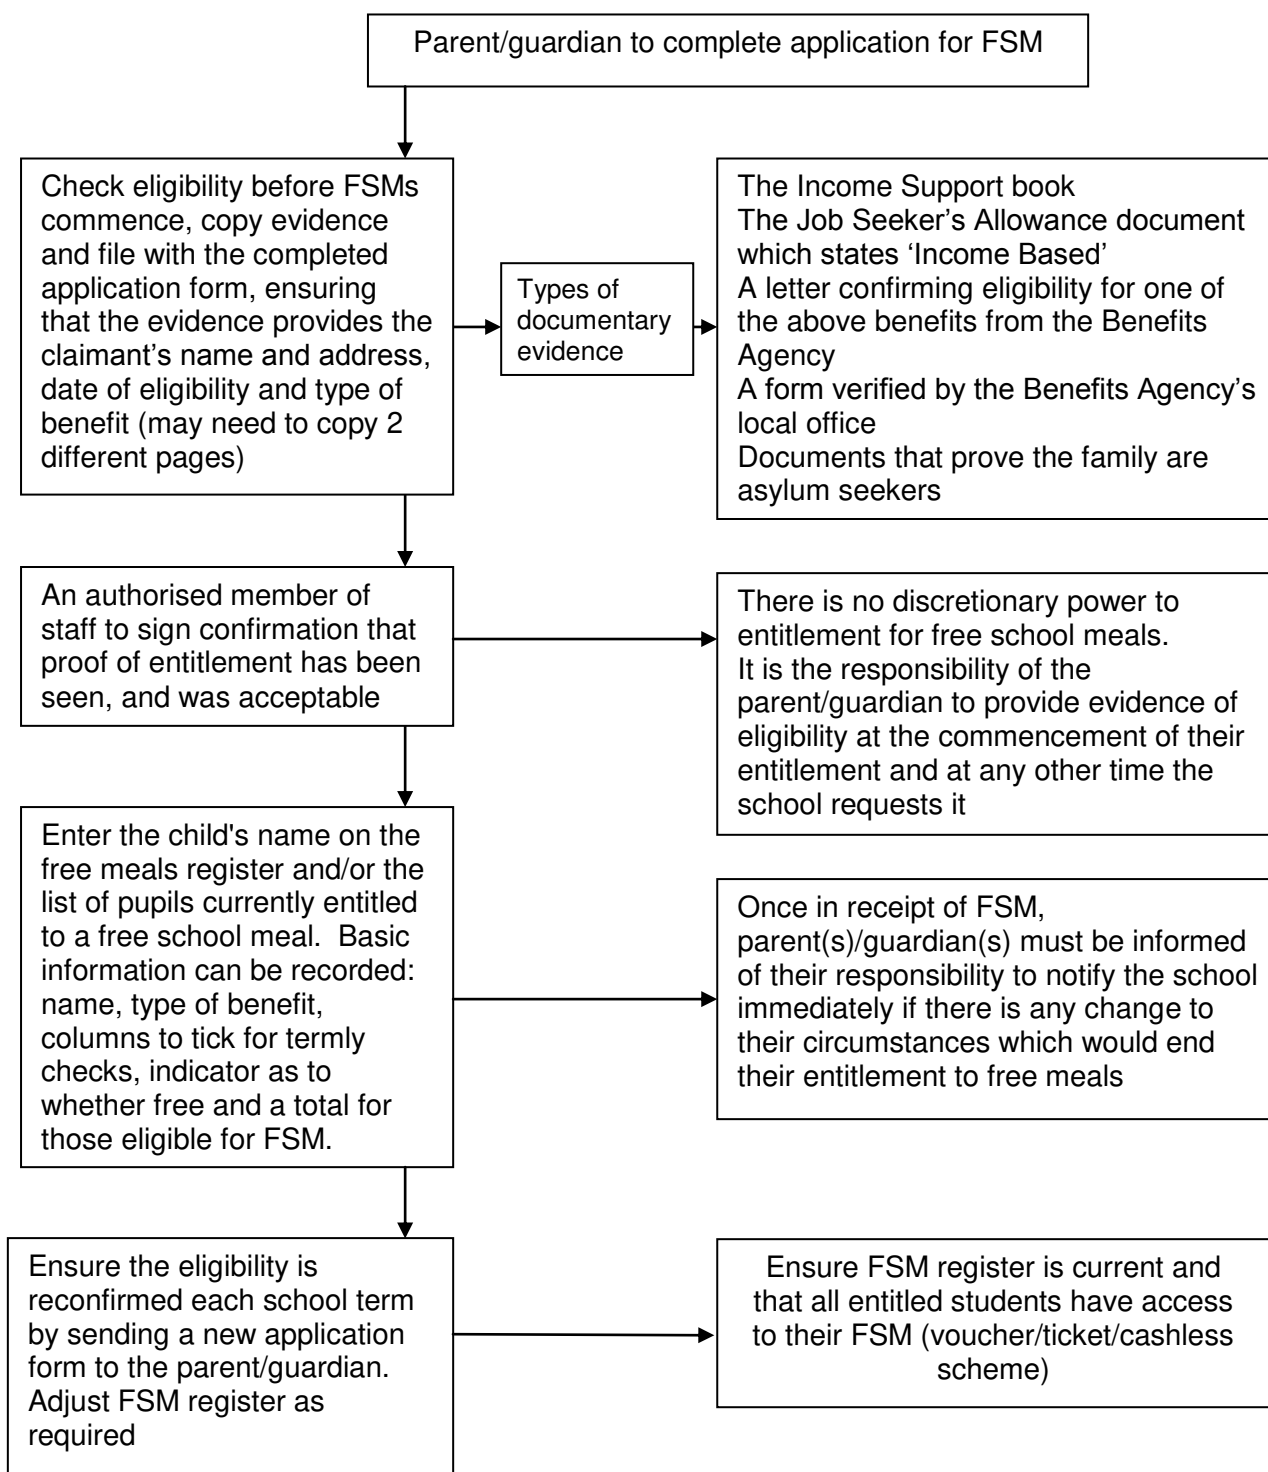 Parent/guardian to complete application for FSM
Check eligibility before FSMs
commence, copy evidence
and file with the completed
application form, ensuring
that the evidence provides the
claimant’s name and address,
date of eligibility and type of
benefit (may need to copy 2
different pages)
Types of
documentary
evidence
The Income Support book
The Job Seeker’s Allowance document
which states ‘Income Based’
A letter confirming eligibility for one of
the above benefits from the Benefits
Agency
A form verified by the Benefits Agency’s
local office
Documents that prove the family are
asylum seekers
An authorised member of
staff to sign confirmation that
proof of entitlement has been
seen, and was acceptable
There is no discretionary power to
entitlement for free school meals.
It is the responsibility of the
parent/guardian to provide evidence of
eligibility at the commencement of their
entitlement and at any other time the
school requests it
Enter the child's name on the
free meals register and/or the
list of pupils currently entitled
to a free school meal.  Basic
information can be recorded:
name, type of benefit,
columns to tick for termly
checks, indicator as to
whether free and a total for
those eligible for FSM.
Once in receipt of FSM,
parent(s)/guardian(s) must be informed
of their responsibility to notify the school
immediately if there is any change to
their circumstances which would end
their entitlement to free meals
Ensure the eligibility is
reconfirmed each school term
by sending a new application
form to the parent/guardian.
Adjust FSM register as
required
Ensure FSM register is current and
that all entitled students have access
to their FSM (voucher/ticket/cashless
scheme)